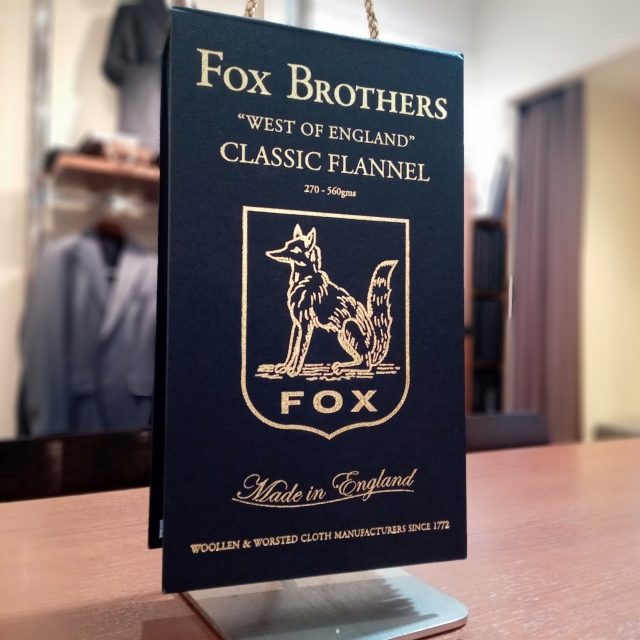 FOX BROTHERS
"WEST OF ENGLAND"
CLASSIC FLANNEL
270 - 560gms
FOX
Made in England
WOOLLEN & WORSTED CLOTH MANUFACTURERS SINCE 1772